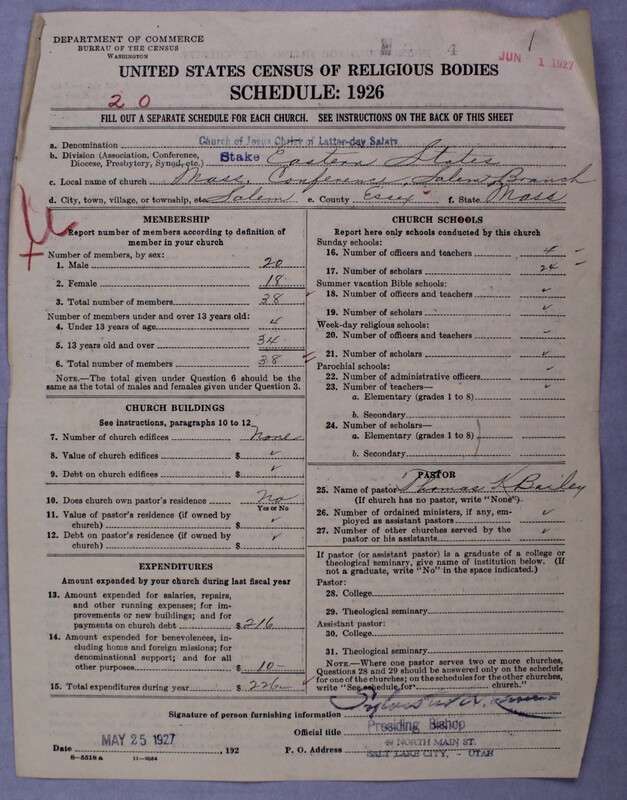 DEPARTMENT OF COMMERCE
BUREAU OF THE CENSUS
WASHINGTON
4
1
JUN 1 1927
UNITED STATES CENSUS OF RELIGIOUS BODIES
SCHEDULE: 1926
20
FILL OUT A SEPARATE SCHEDULE FOR EACH CHURCH. SEE INSTRUCTIONS ON THE BACK OF THIS SHEET
a. Denomination Church of Jesus Christ of Latter-day Saints
b. Division (Association, Conference, Diocese, Presbytery, Synod, etc.) Stake Eastern States
c. Local name of church Mass. Conference, Salem Branch
d. City, town, village, or township, etc. Salem e. County Essex f. State Mass
MEMBERSHIP
Report number of members according to definition of
member in your church
Number of members, by sex:
1. Male 20
2. Female 18
3. Total number of members 38
Number of members under and over 13 years old:
4. Under 13 years of age 4
5. 13 years old and over 34
6. Total number of members 38
NOTE.—The total given under Question 6 should be the
same as the total of males and females given under Question 3.
CHURCH BUILDINGS
See instructions, paragraphs 10 to 12
7. Number of church edifices None
8. Value of church edifices $ ✓
9. Debt on church edifices $ ✓
10. Does church own pastor's residence No
Yes or No
11. Value of pastor's residence (if owned by
church) $ ✓
12. Debt on pastor's residence (if owned by
church) $ ✓
EXPENDITURES
Amount expended by your church during last fiscal year
13. Amount expended for salaries, repairs,
and other running expenses; for im-
provements or new buildings; and for
payments on church debt $ 216
14. Amount expended for benevolences, in-
cluding home and foreign missions; for
denominational support; and for all
other purposes $ 10—
15. Total expenditures during year $ 226
CHURCH SCHOOLS
Report here only schools conducted by this church
Sunday schools:
16. Number of officers and teachers 4
17. Number of scholars 24
Summer vacation Bible schools:
18. Number of officers and teachers ✓
19. Number of scholars ✓
Week-day religious schools:
20. Number of officers and teachers ✓
21. Number of scholars ✓
Parochial schools:
22. Number of administrative officers ✓
23. Number of teachers—
a. Elementary (grades 1 to 8) ✓
b. Secondary
24. Number of scholars—
a. Elementary (grades 1 to 8)
b. Secondary
PASTOR
25. Name of pastor Thomas K Bailey
(If church has no pastor, write "None")
26. Number of ordained ministers, if any, em-
ployed as assistant pastors ✓
27. Number of other churches served by the
pastor or his assistants ✓
If pastor (or assistant pastor) is a graduate of a college or
theological seminary, give name of institution below. (If
not a graduate, write "No" in the space indicated.)
Pastor:
28. College
29. Theological seminary
Assistant pastor:
30. College
31. Theological seminary
NOTE.—Where one pastor serves two or more churches,
Questions 28 and 29 should be answered only on the schedule
for one of the churches; on the schedules for the other churches,
write "See schedule for church."
Signature of person furnishing information
Official title Presiding Bishop
Date MAY 25 1927, 192 P. O. Address 40 NORTH MAIN ST.
SALT LAKE CITY, - UTAH
8—5518 a 11—9684